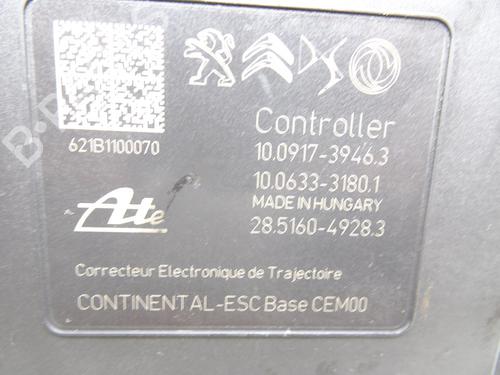 DS
621B1100070
Controller
10.0917-3946.3
10.0633-3180.1
MADE IN HUNGARY
28.5160-4928.3
Ate
Correcteur Electronique de Trajectoire
CONTINENTAL-ESC Base CEM00